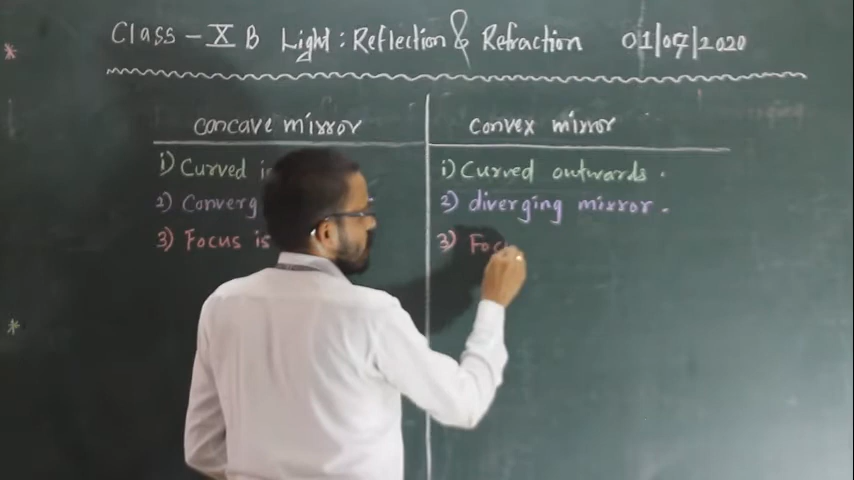 Class - X B Light : Reflection & Refraction 01/07/2020
concave mirror
convex mirror
i) Curved
i) Curved outwards.
2) Converg
2) diverging mirror.
3) Focus is
3) Foc